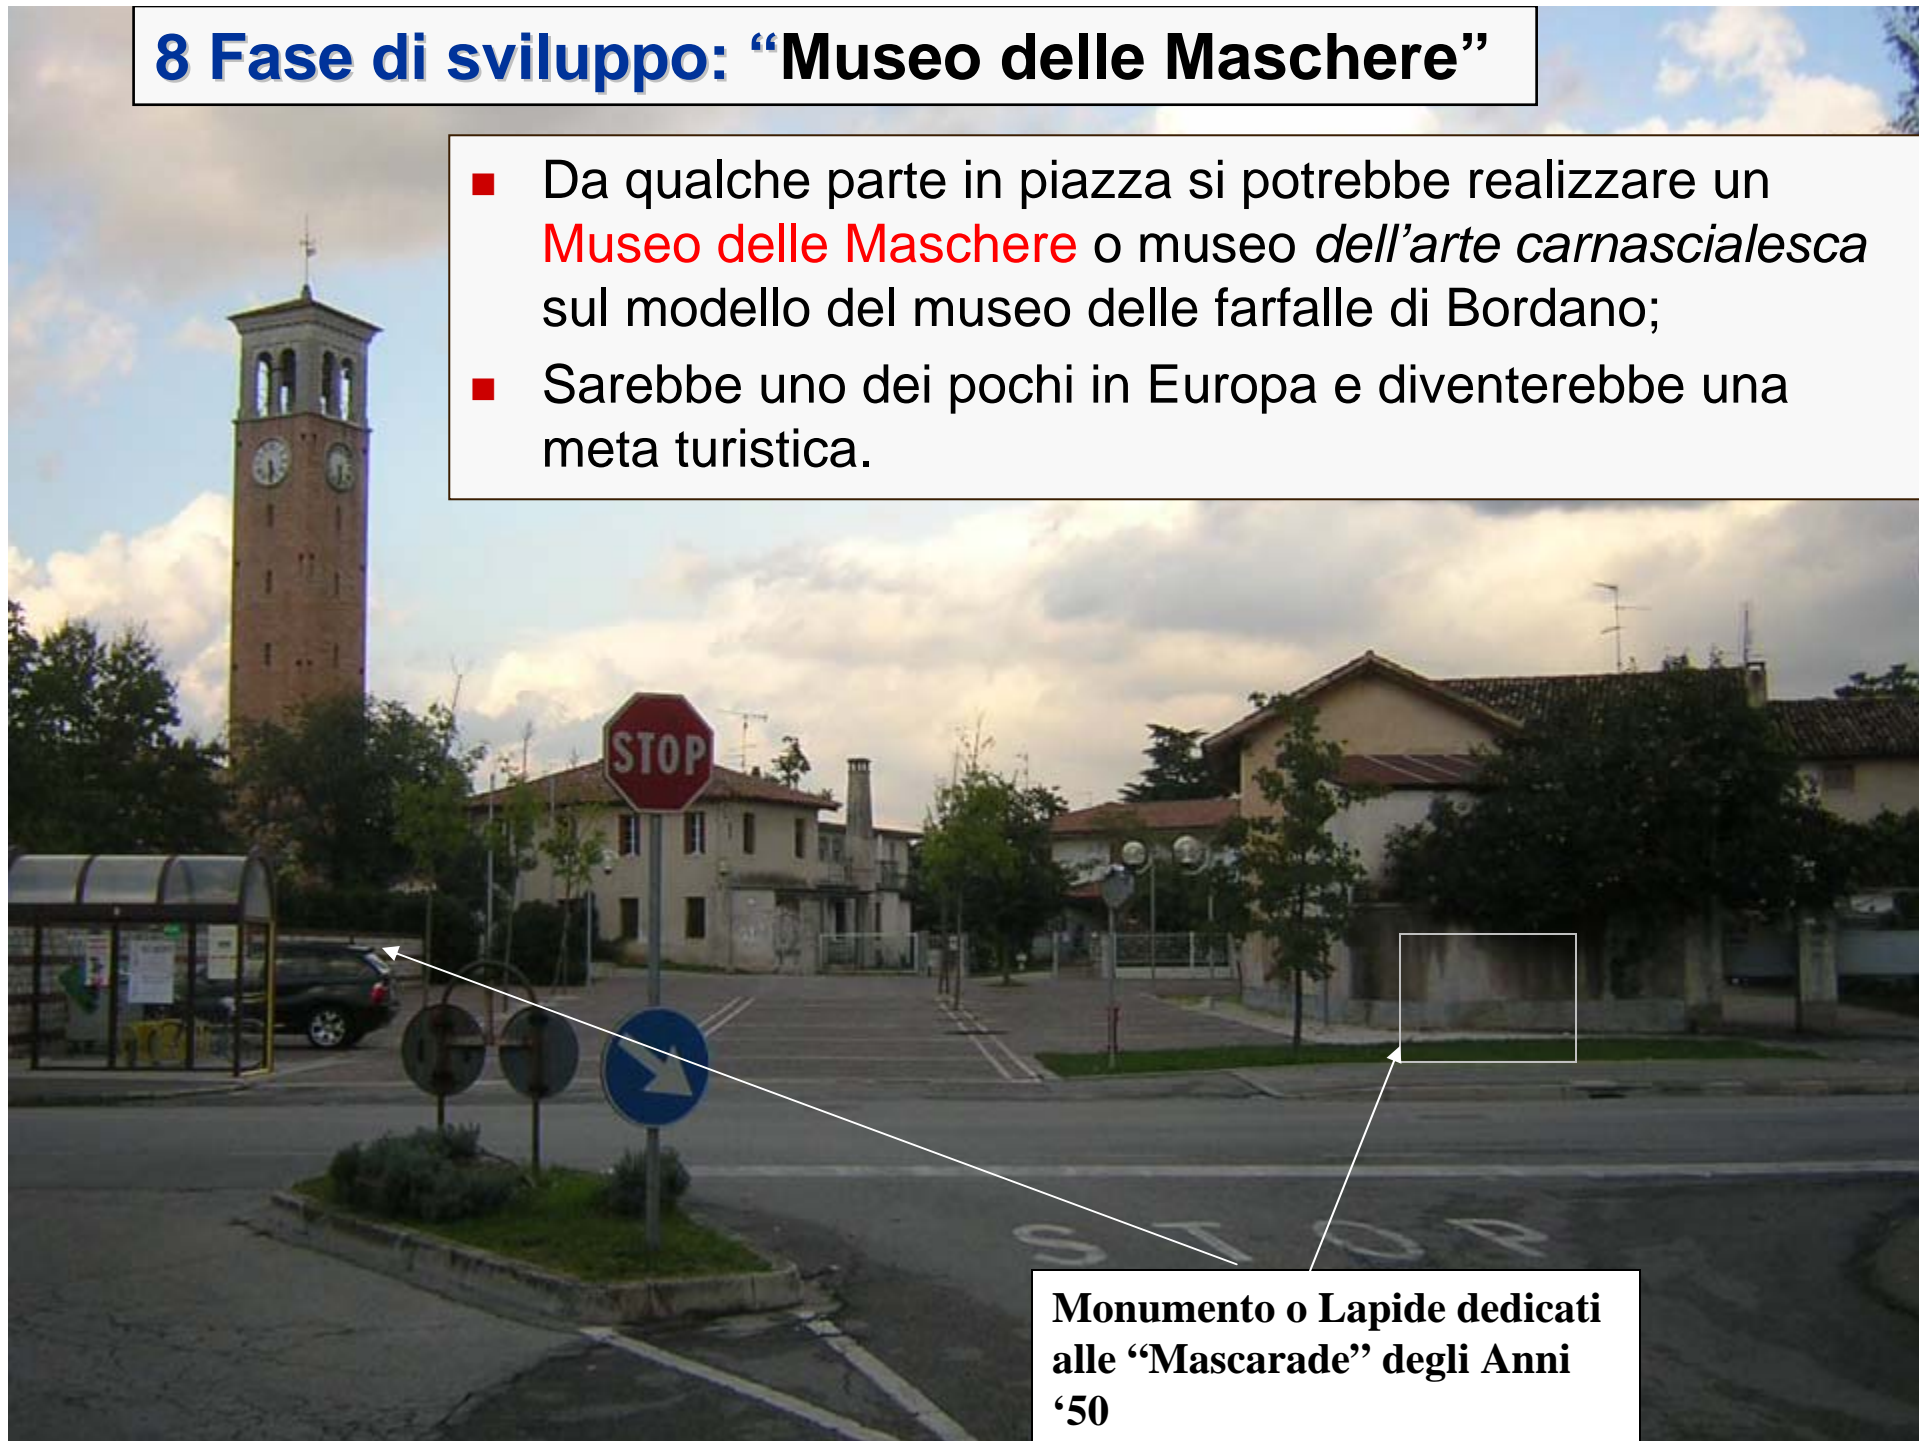 8 Fase di sviluppo: “Museo delle Maschere”
Da qualche parte in piazza si potrebbe realizzare un
Museo delle Maschere o museo dell’arte carnascialesca
sul modello del museo delle farfalle di Bordano;
Sarebbe uno dei pochi in Europa e diventerebbe una
meta turistica.
STOP
STOP
Monumento o Lapide dedicati
alle “Mascarade” degli Anni
‘50